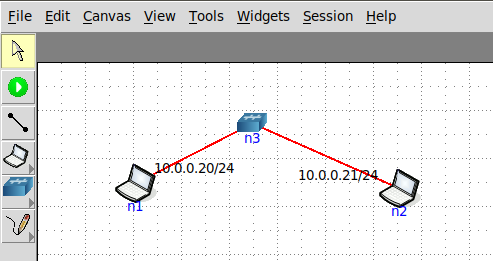 File Edit Canvas View Tools Widgets Session Help
n3
10.0.0.20/24
10.0.0.21/24
n1
n2